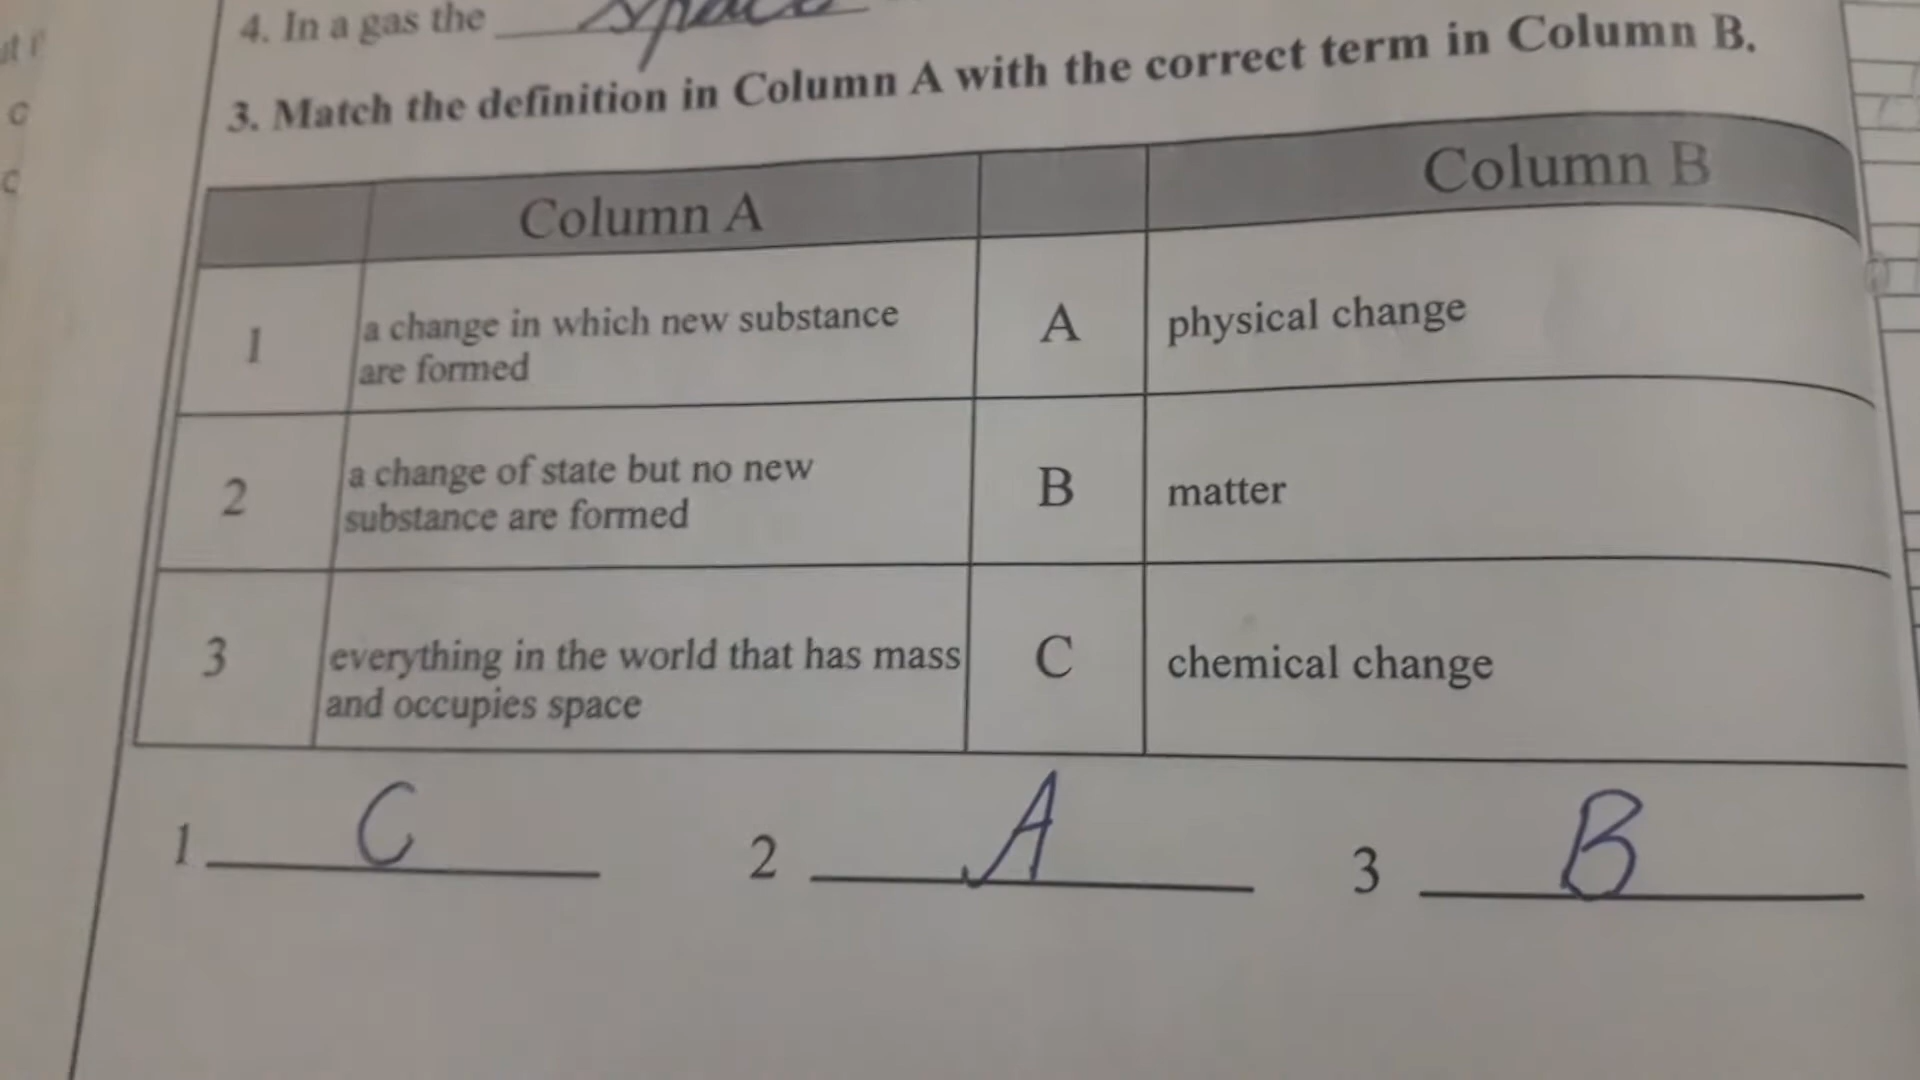 4. In a gas the space
3. Match the definition in Column A with the correct term in Column B.
Column A Column B
1 a change in which new substance are formed A physical change
2 a change of state but no new substance are formed B matter
3 everything in the world that has mass and occupies space C chemical change
1 C 2 A 3 B